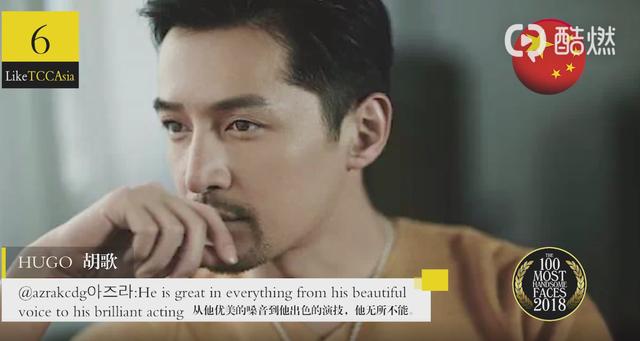 6
LikeTCCAsia
酷燃
HUGO 胡歌
@azrakcdg아즈라:He is great in everything from his beautiful
voice to his brilliant acting 从他优美的嗓音到他出色的演技，他无所不能。
THE
100
MOST
HANDSOME
FACES
2018